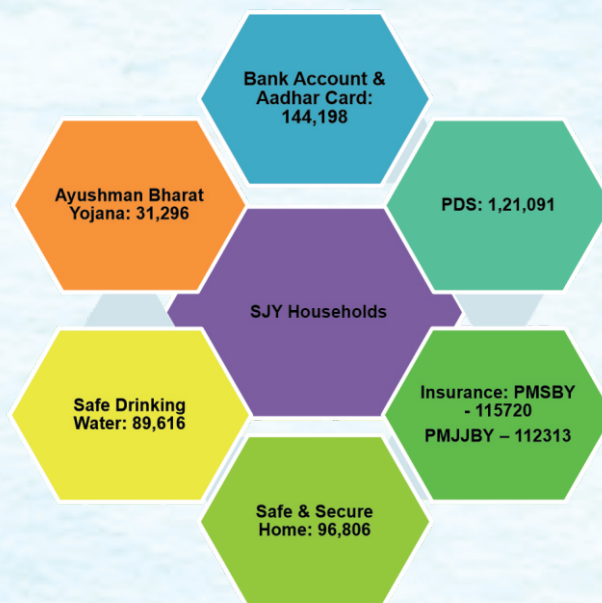 Bank Account &
Aadhar Card:
144,198
Ayushman Bharat
Yojana: 31,296
PDS: 1,21,091
SJY Households
Safe Drinking
Water: 89,616
Insurance: PMSBY
- 115720
PMJJBY – 112313
Safe & Secure
Home: 96,806